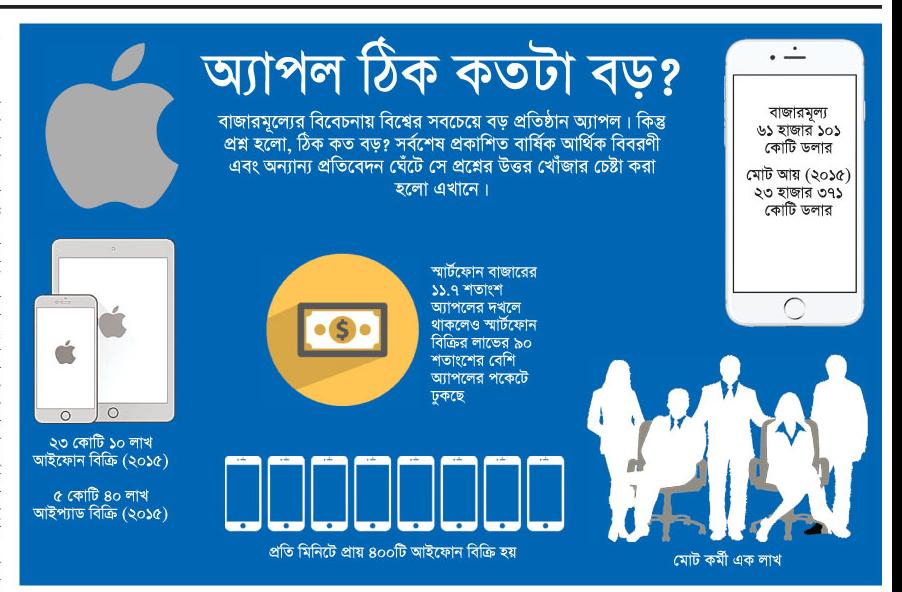 অ্যাপল ঠিক কতটা বড়?
বাজারমূল্যের বিবেচনায় বিশ্বের সবচেয়ে বড় প্রতিষ্ঠান অ্যাপল। কিন্তু
প্রশ্ন হলো, ঠিক কত বড়? সর্বশেষ প্রকাশিত বার্ষিক আর্থিক বিবরণী
এবং অন্যান্য প্রতিবেদন ঘেঁটে সে প্রশ্নের উত্তর খোঁজার চেষ্টা করা
হলো এখানে।
বাজারমূল্য
৬১ হাজার ১০১
কোটি ডলার
মোট আয় (২০১৫)
২৩ হাজার ৩৭১
কোটি ডলার
স্মার্টফোন বাজারের
১১.৭ শতাংশ
অ্যাপলের দখলে
থাকলেও স্মার্টফোন
বিক্রির লাভের ৯০
শতাংশের বেশি
অ্যাপলের পকেটে
ঢুকছে
২৩ কোটি ১০ লাখ
আইফোন বিক্রি (২০১৫)
৫ কোটি ৪০ লাখ
আইপ্যাড বিক্রি (২০১৫)
প্রতি মিনিটে প্রায় ৪০০টি আইফোন বিক্রি হয়
মোট কর্মী এক লাখ